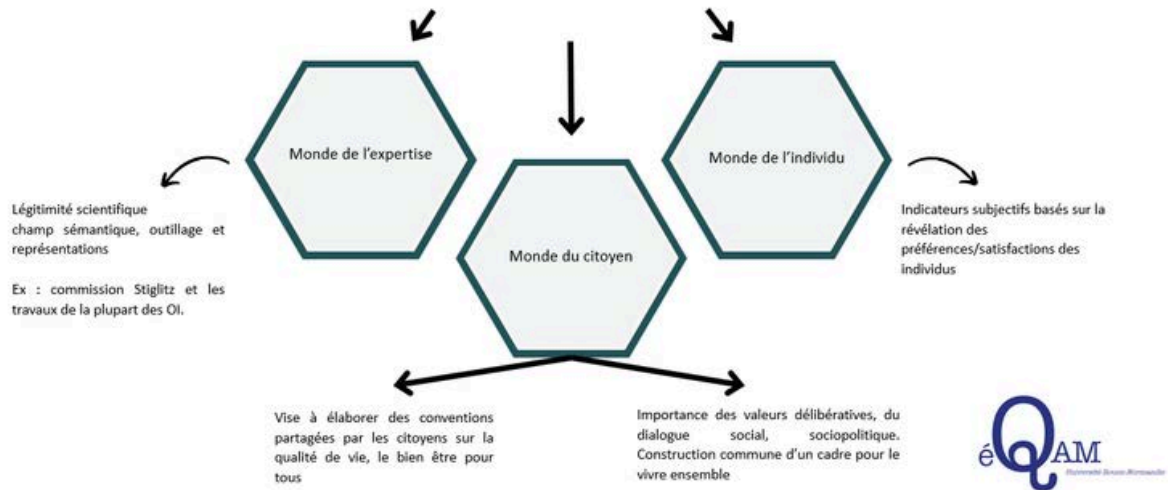 Monde de l'expertise
Monde de l'individu
Monde du citoyen
Légitimité scientifique
champ sémantique, outillage et
représentations
Ex : commission Stiglitz et les
travaux de la plupart des OI.
Indicateurs subjectifs basés sur la
révélation des
préférences/satisfactions des
individus
Vise à élaborer des conventions
partagées par les citoyens sur la
qualité de vie, le bien être pour
tous
Importance des valeurs délibératives, du
dialogue social, sociopolitique.
Construction commune d'un cadre pour le
vivre ensemble
éQAM